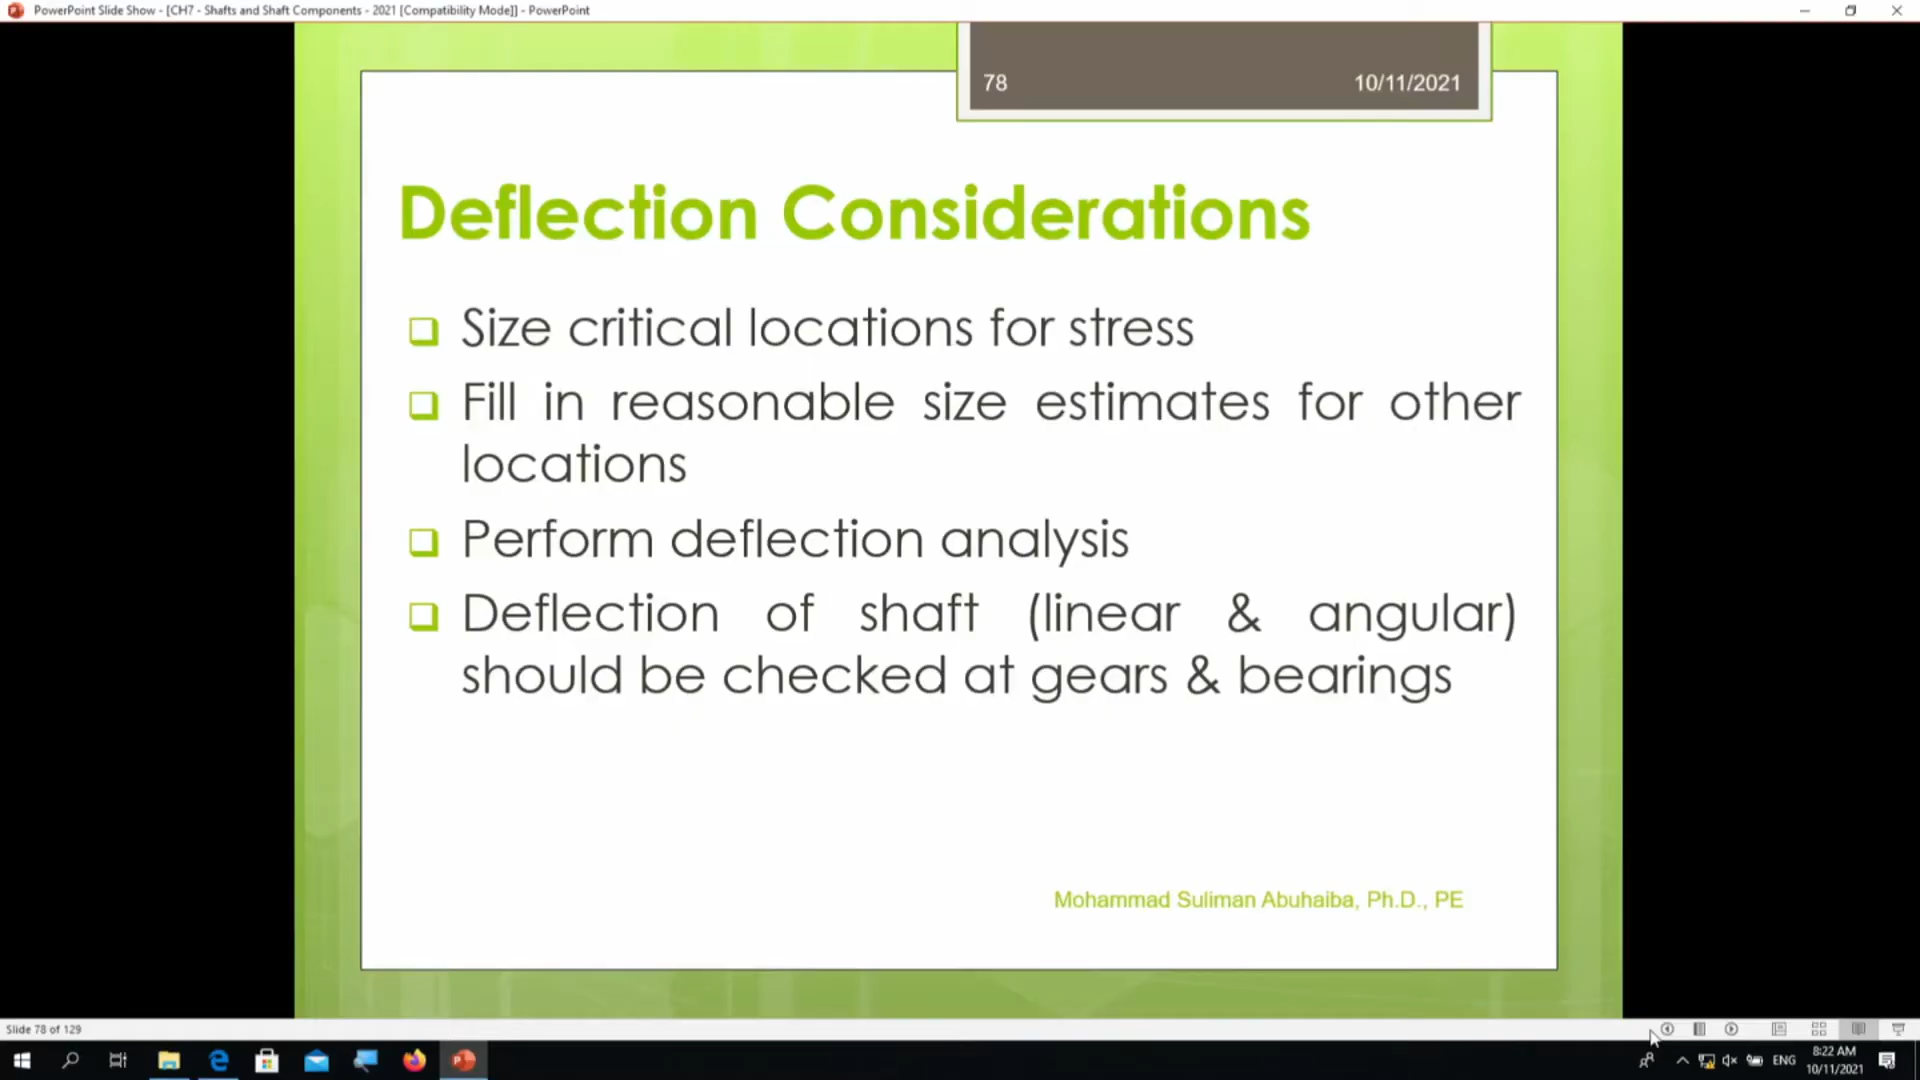 PowerPoint Slide Show - [CH7 - Shafts and Shaft Components - 2021 [Compatibility Mode]] - PowerPoint
78 10/11/2021
Deflection Considerations
Size critical locations for stress
Fill in reasonable size estimates for other
locations
Perform deflection analysis
Deflection of shaft (linear & angular)
should be checked at gears & bearings
Mohammad Suliman Abuhaiba, Ph.D., PE
Slide 78 of 129
ENG
8:22 AM
10/11/2021